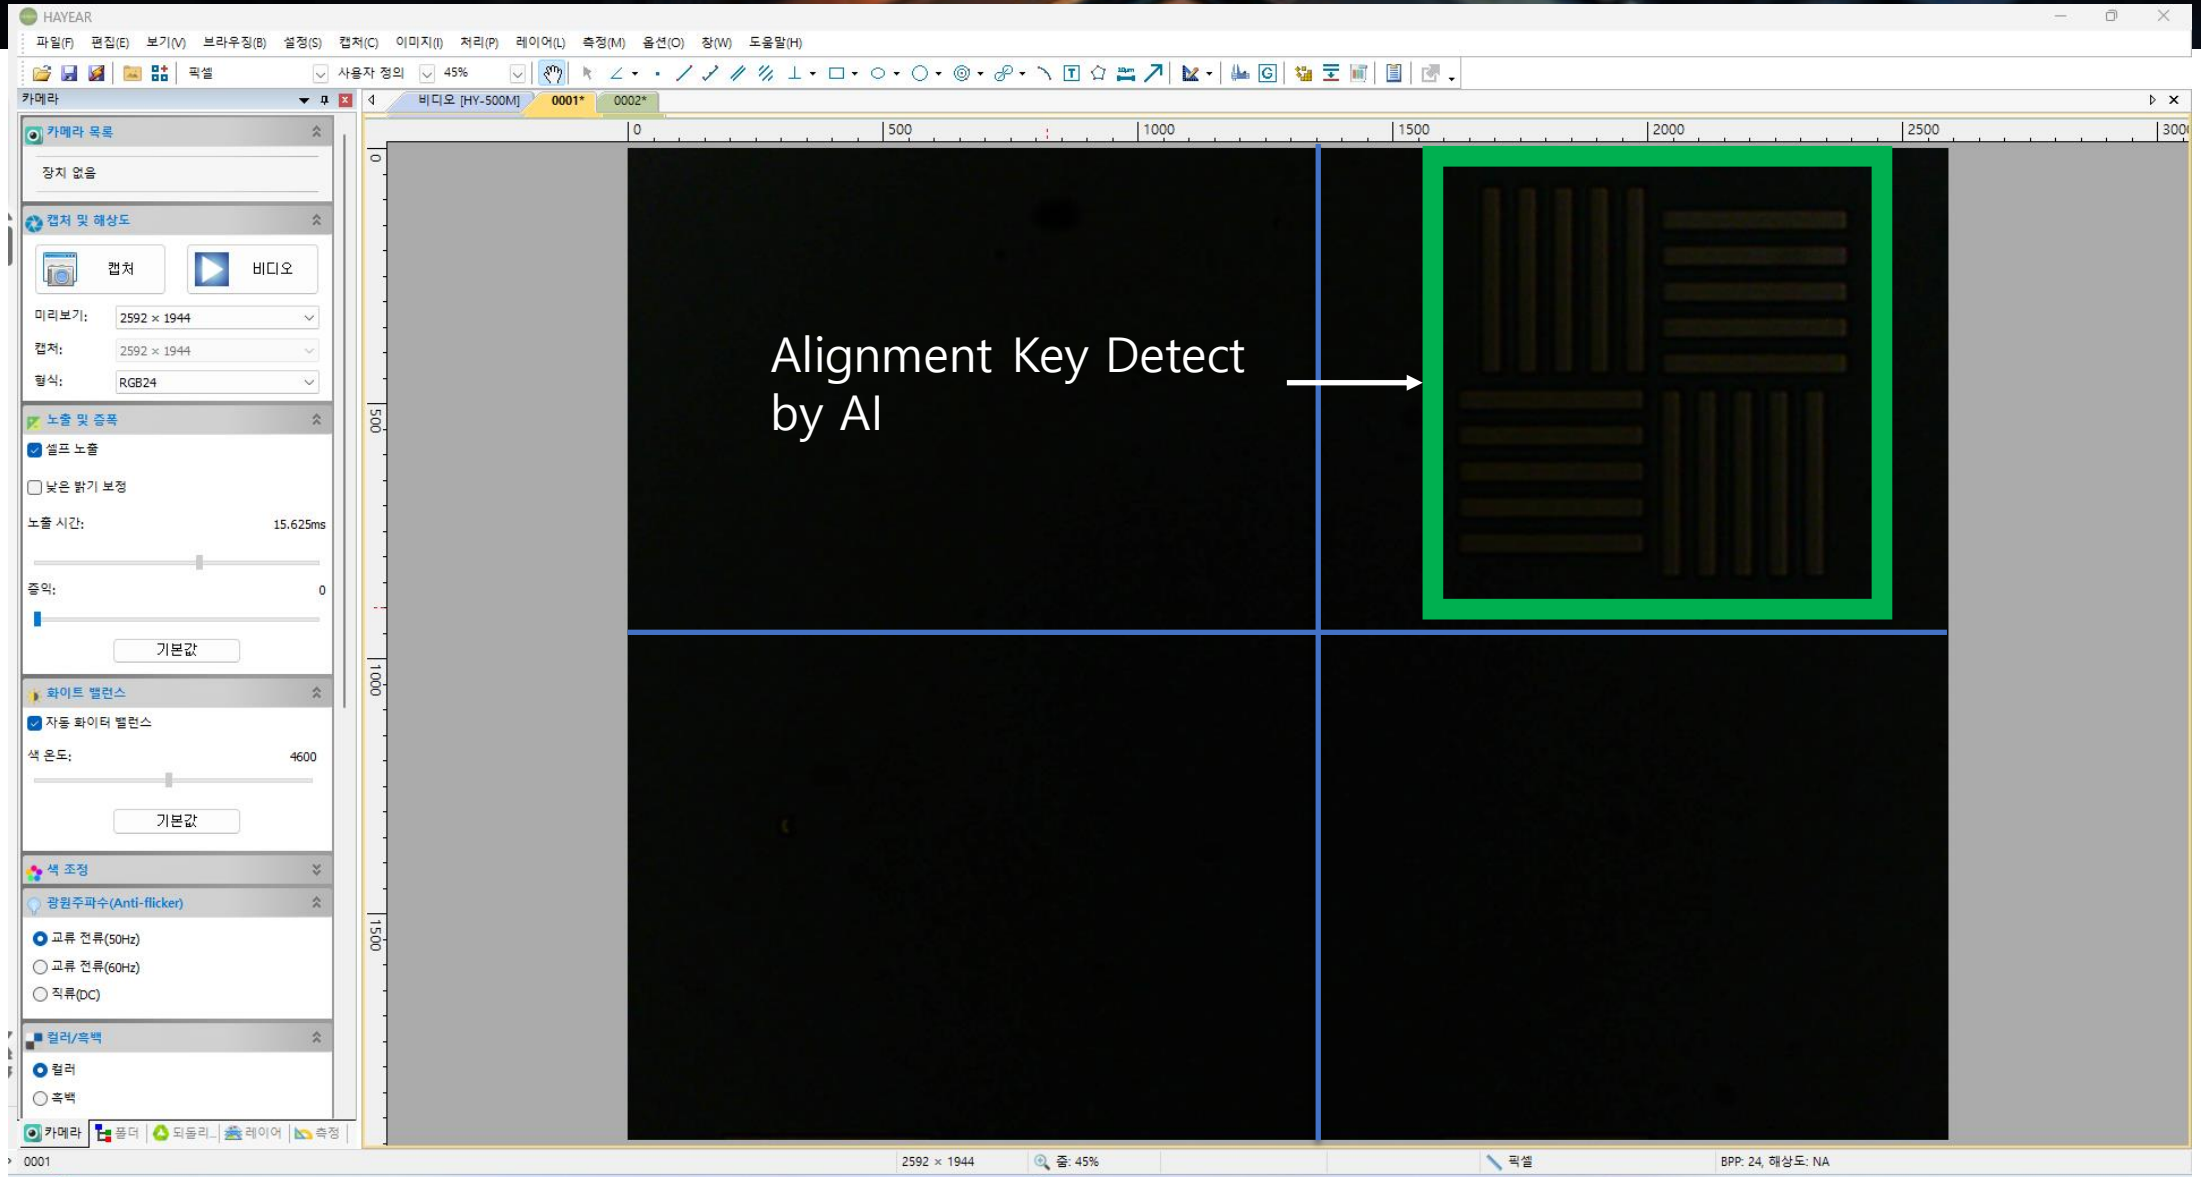 HAYEAR
파일(F) 편집(E) 보기(V) 브라우징(B) 설정(S) 캡처(C) 이미지(I) 처리(P) 레이어(L) 측정(M) 옵션(O) 창(W) 도움말(H)
픽셀 사용자 정의 45%
카메라
비디오 [HY-500M] 0001* 0002*
0 500 1000 1500 2000 2500
0 500 1000 1500
카메라 목록
장치 없음
캡처 및 해상도
캡처 비디오
미리보기: 2592 × 1944
캡처: 2592 × 1944
형식: RGB24
노출 및 증폭
셀프 노출
낮은 밝기 보정
노출 시간: 15.625ms
증익: 0
기본값
화이트 밸런스
자동 화이터 밸런스
색 온도: 4600
기본값
색 조정
광원주파수(Anti-flicker)
교류 전류(50Hz)
교류 전류(60Hz)
직류(DC)
컬러/흑백
컬러
흑백
카메라 폴더 되돌리... 레이어 측정
Alignment Key Detect
by AI
0001 2592 × 1944 줌: 45% 픽셀 BPP: 24, 해상도: NA